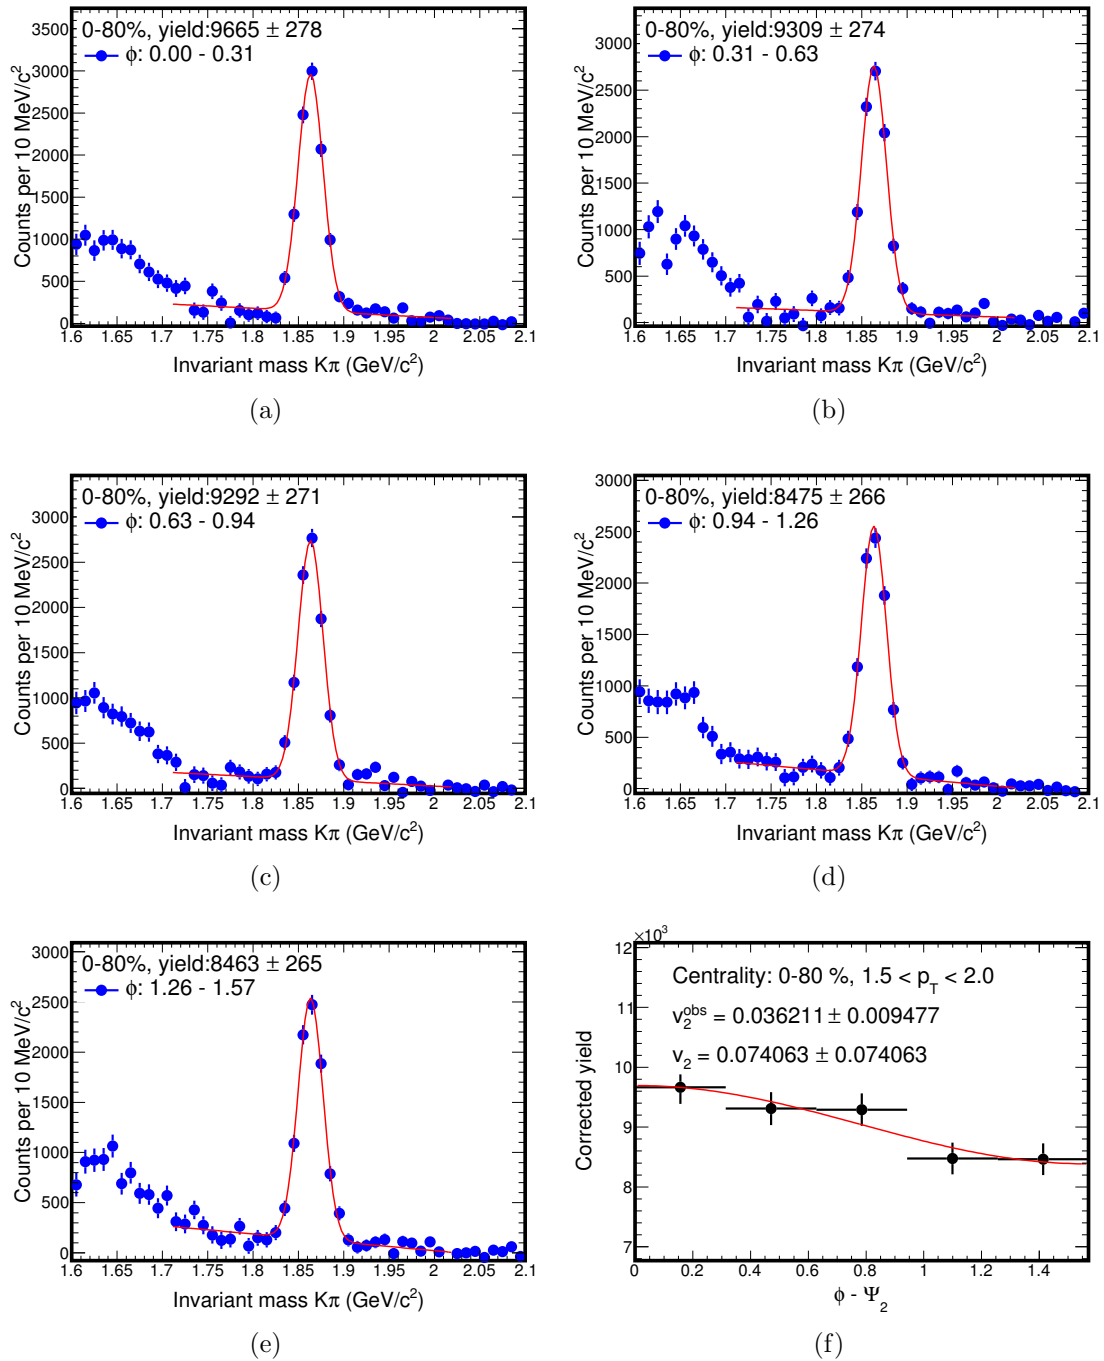 0-80%, yield:9665 ± 278
ϕ: 0.00 - 0.31
Counts per 10 MeV/c²
3500
3000
2500
2000
1500
1000
500
0
1.6 1.65 1.7 1.75 1.8 1.85 1.9 1.95 2 2.05 2.1
Invariant mass Kπ (GeV/c²)
(a)
0-80%, yield:9309 ± 274
ϕ: 0.31 - 0.63
Counts per 10 MeV/c²
3000
2500
2000
1500
1000
500
0
1.6 1.65 1.7 1.75 1.8 1.85 1.9 1.95 2 2.05 2.1
Invariant mass Kπ (GeV/c²)
(b)
0-80%, yield:9292 ± 271
ϕ: 0.63 - 0.94
Counts per 10 MeV/c²
3000
2500
2000
1500
1000
500
0
1.6 1.65 1.7 1.75 1.8 1.85 1.9 1.95 2 2.05 2.1
Invariant mass Kπ (GeV/c²)
(c)
0-80%, yield:8475 ± 266
ϕ: 0.94 - 1.26
Counts per 10 MeV/c²
3000
2500
2000
1500
1000
500
0
1.6 1.65 1.7 1.75 1.8 1.85 1.9 1.95 2 2.05 2.1
Invariant mass Kπ (GeV/c²)
(d)
0-80%, yield:8463 ± 265
ϕ: 1.26 - 1.57
Counts per 10 MeV/c²
3000
2500
2000
1500
1000
500
0
1.6 1.65 1.7 1.75 1.8 1.85 1.9 1.95 2 2.05 2.1
Invariant mass Kπ (GeV/c²)
(e)
×10³
Centrality: 0-80 %, 1.5 < p_T < 2.0
v₂^obs = 0.036211 ± 0.009477
v₂ = 0.074063 ± 0.074063
Corrected yield
12
11
10
9
8
7
0 0.2 0.4 0.6 0.8 1 1.2 1.4
ϕ - Ψ₂
(f)